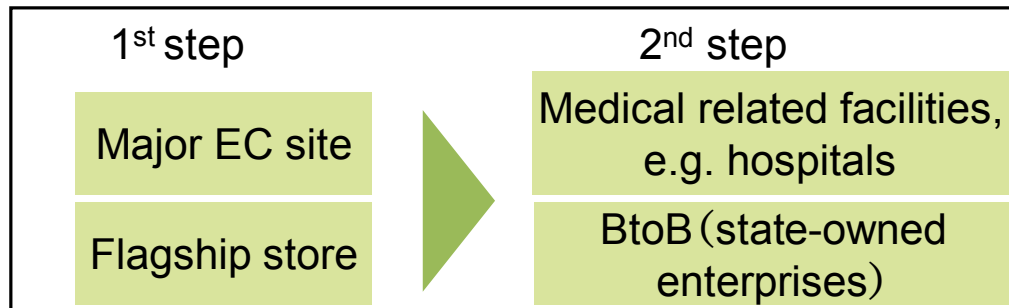 1st step
Major EC site
Flagship store
2nd step
Medical related facilities,
e.g. hospitals
BtoB（state-owned
enterprises）